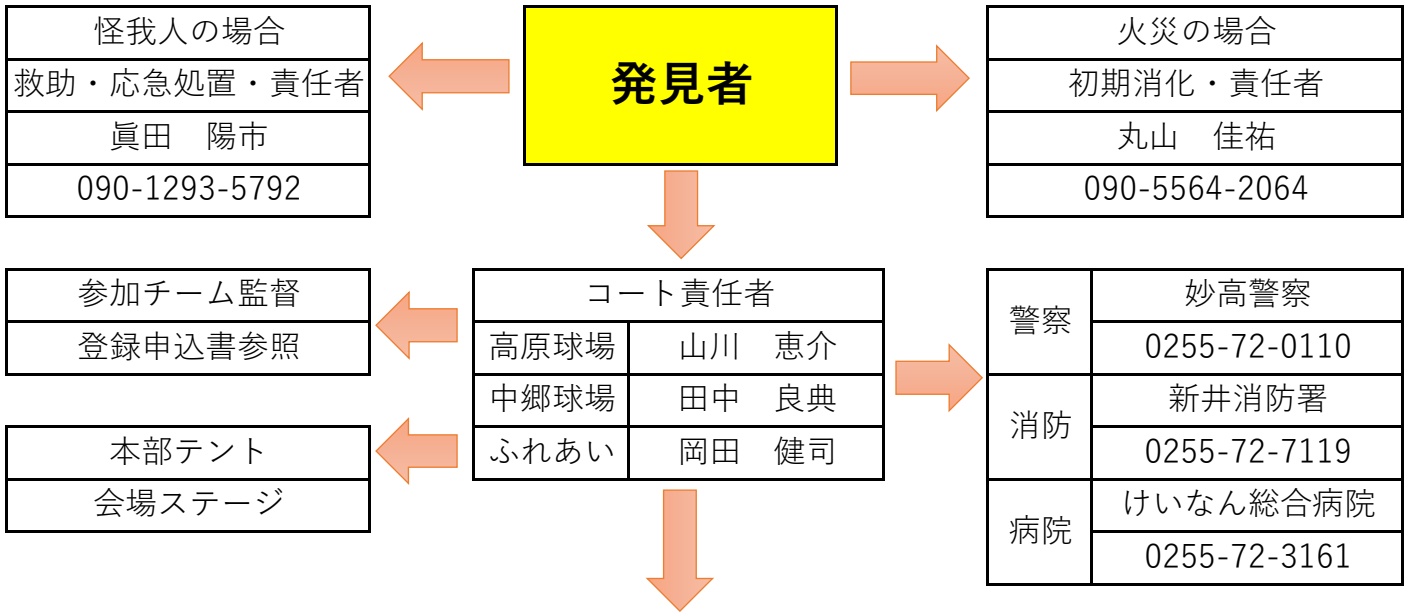 発見者
怪我人の場合
救助・応急処置・責任者
眞田　陽市
090-1293-5792
火災の場合
初期消化・責任者
丸山　佳祐
090-5564-2064
参加チーム監督
登録申込書参照
本部テント
会場ステージ
コート責任者
高原球場　山川　恵介
中郷球場　田中　良典
ふれあい　岡田　健司
警察
妙高警察
0255-72-0110
消防
新井消防署
0255-72-7119
病院
けいなん総合病院
0255-72-3161